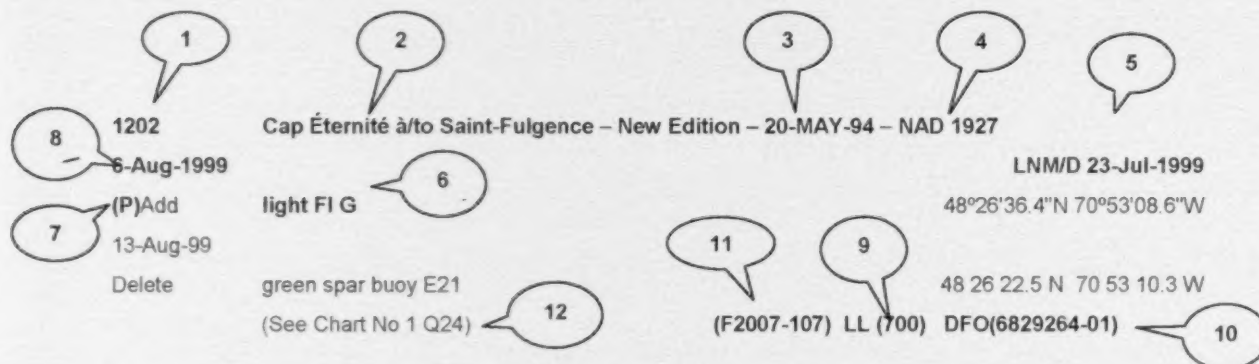 1 2 3 4 5
1202 Cap Éternité à/to Saint-Fulgence – New Edition – 20-MAY-94 – NAD 1927
8
6-Aug-1999 LNM/D 23-Jul-1999
6
(P)Add light Fl G 48º26'36.4"N 70º53'08.6"W
7
13-Aug-99
11 9
Delete green spar buoy E21 48 26 22.5 N 70 53 10.3 W
12
(See Chart No 1 Q24) (F2007-107) LL (700) DFO(6829264-01)
10